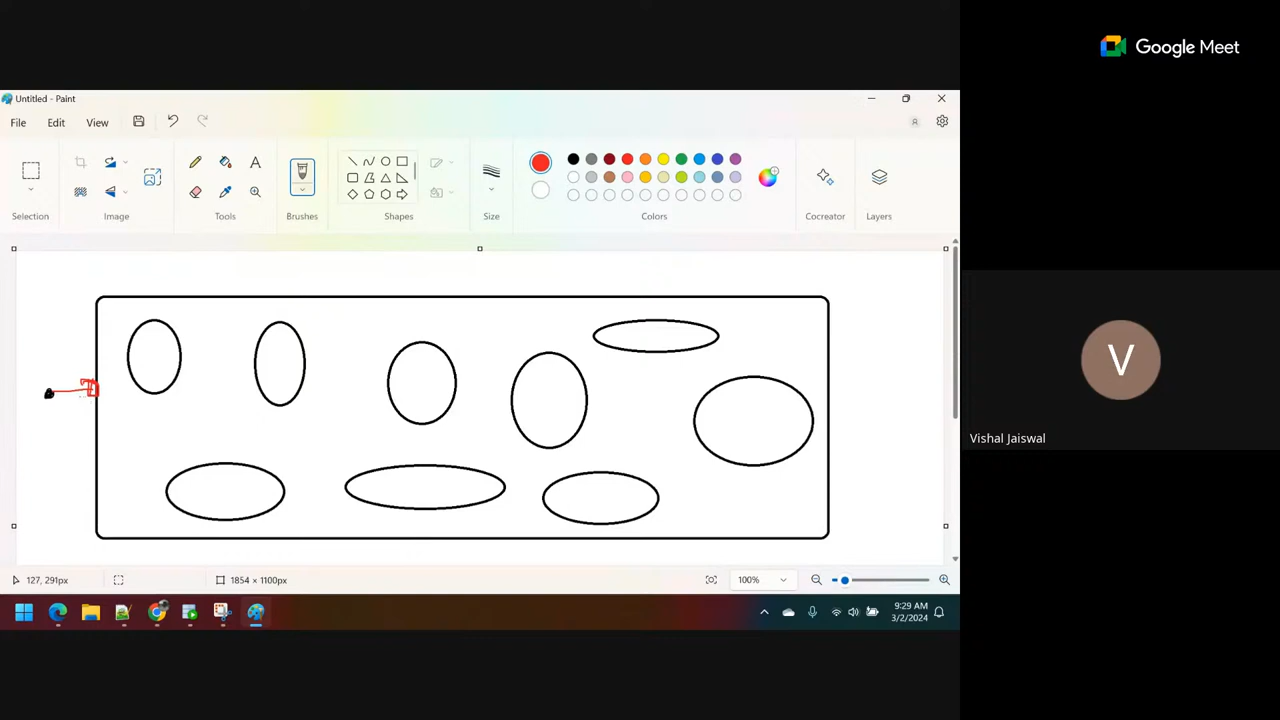 Google Meet
Untitled - Paint
File Edit View
Selection Image Tools Brushes Shapes Size Colors Cocreator Layers
V
Vishal Jaiswal
127, 291px 1854 × 1100px 100%
9:29 AM
3/2/2024